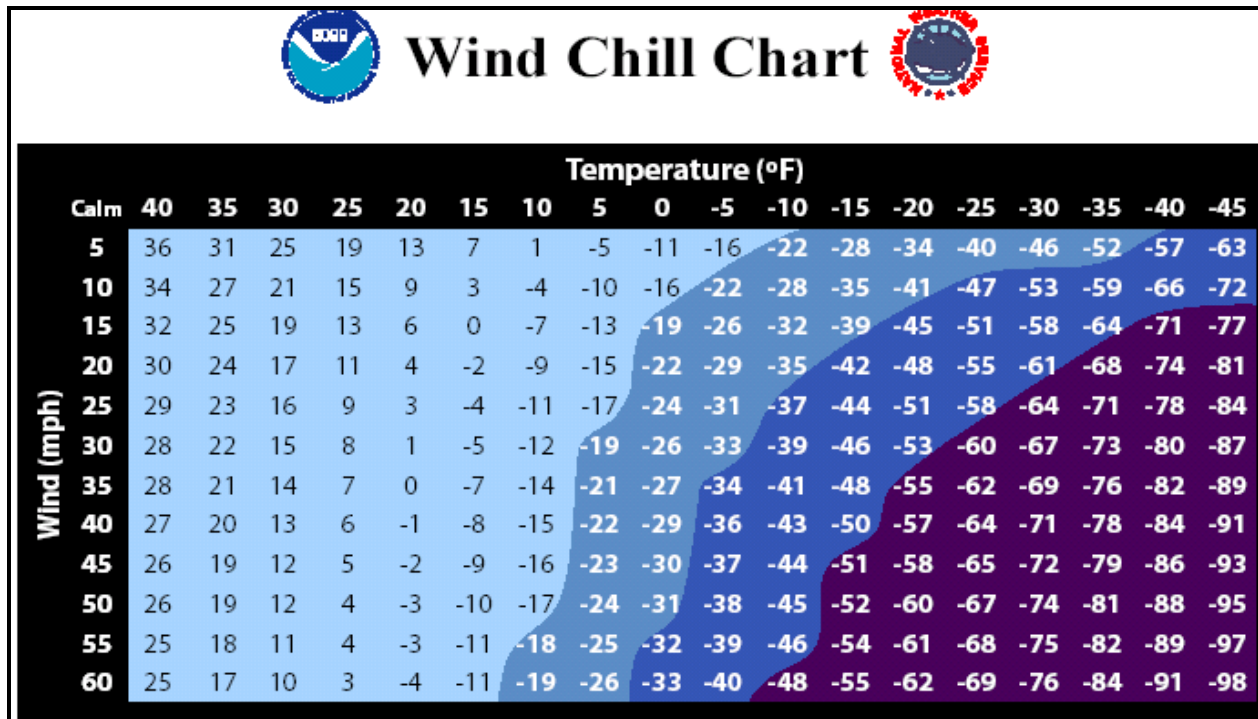 Wind Chill Chart
NATIONAL WEATHER SERVICE
Temperature (ºF)
Calm 40 35 30 25 20 15 10 5 0 -5 -10 -15 -20 -25 -30 -35 -40 -45
Wind (mph)
5 36 31 25 19 13 7 1 -5 -11 -16 -22 -28 -34 -40 -46 -52 -57 -63
10 34 27 21 15 9 3 -4 -10 -16 -22 -28 -35 -41 -47 -53 -59 -66 -72
15 32 25 19 13 6 0 -7 -13 -19 -26 -32 -39 -45 -51 -58 -64 -71 -77
20 30 24 17 11 4 -2 -9 -15 -22 -29 -35 -42 -48 -55 -61 -68 -74 -81
25 29 23 16 9 3 -4 -11 -17 -24 -31 -37 -44 -51 -58 -64 -71 -78 -84
30 28 22 15 8 1 -5 -12 -19 -26 -33 -39 -46 -53 -60 -67 -73 -80 -87
35 28 21 14 7 0 -7 -14 -21 -27 -34 -41 -48 -55 -62 -69 -76 -82 -89
40 27 20 13 6 -1 -8 -15 -22 -29 -36 -43 -50 -57 -64 -71 -78 -84 -91
45 26 19 12 5 -2 -9 -16 -23 -30 -37 -44 -51 -58 -65 -72 -79 -86 -93
50 26 19 12 4 -3 -10 -17 -24 -31 -38 -45 -52 -60 -67 -74 -81 -88 -95
55 25 18 11 4 -3 -11 -18 -25 -32 -39 -46 -54 -61 -68 -75 -82 -89 -97
60 25 17 10 3 -4 -11 -19 -26 -33 -40 -48 -55 -62 -69 -76 -84 -91 -98